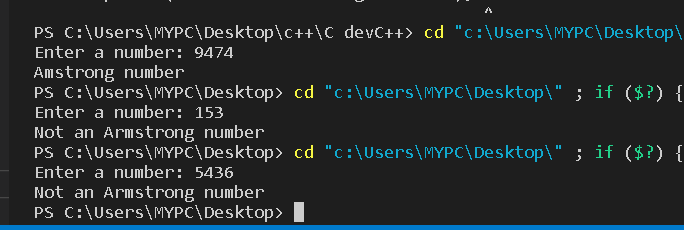 ^
PS C:\Users\MYPC\Desktop\c++\C devC++> cd "c:\Users\MYPC\Desktop\
Enter a number: 9474
Amstrong number
PS C:\Users\MYPC\Desktop> cd "c:\Users\MYPC\Desktop\" ; if ($?) {
Enter a number: 153
Not an Armstrong number
PS C:\Users\MYPC\Desktop> cd "c:\Users\MYPC\Desktop\" ; if ($?) {
Enter a number: 5436
Not an Armstrong number
PS C:\Users\MYPC\Desktop>